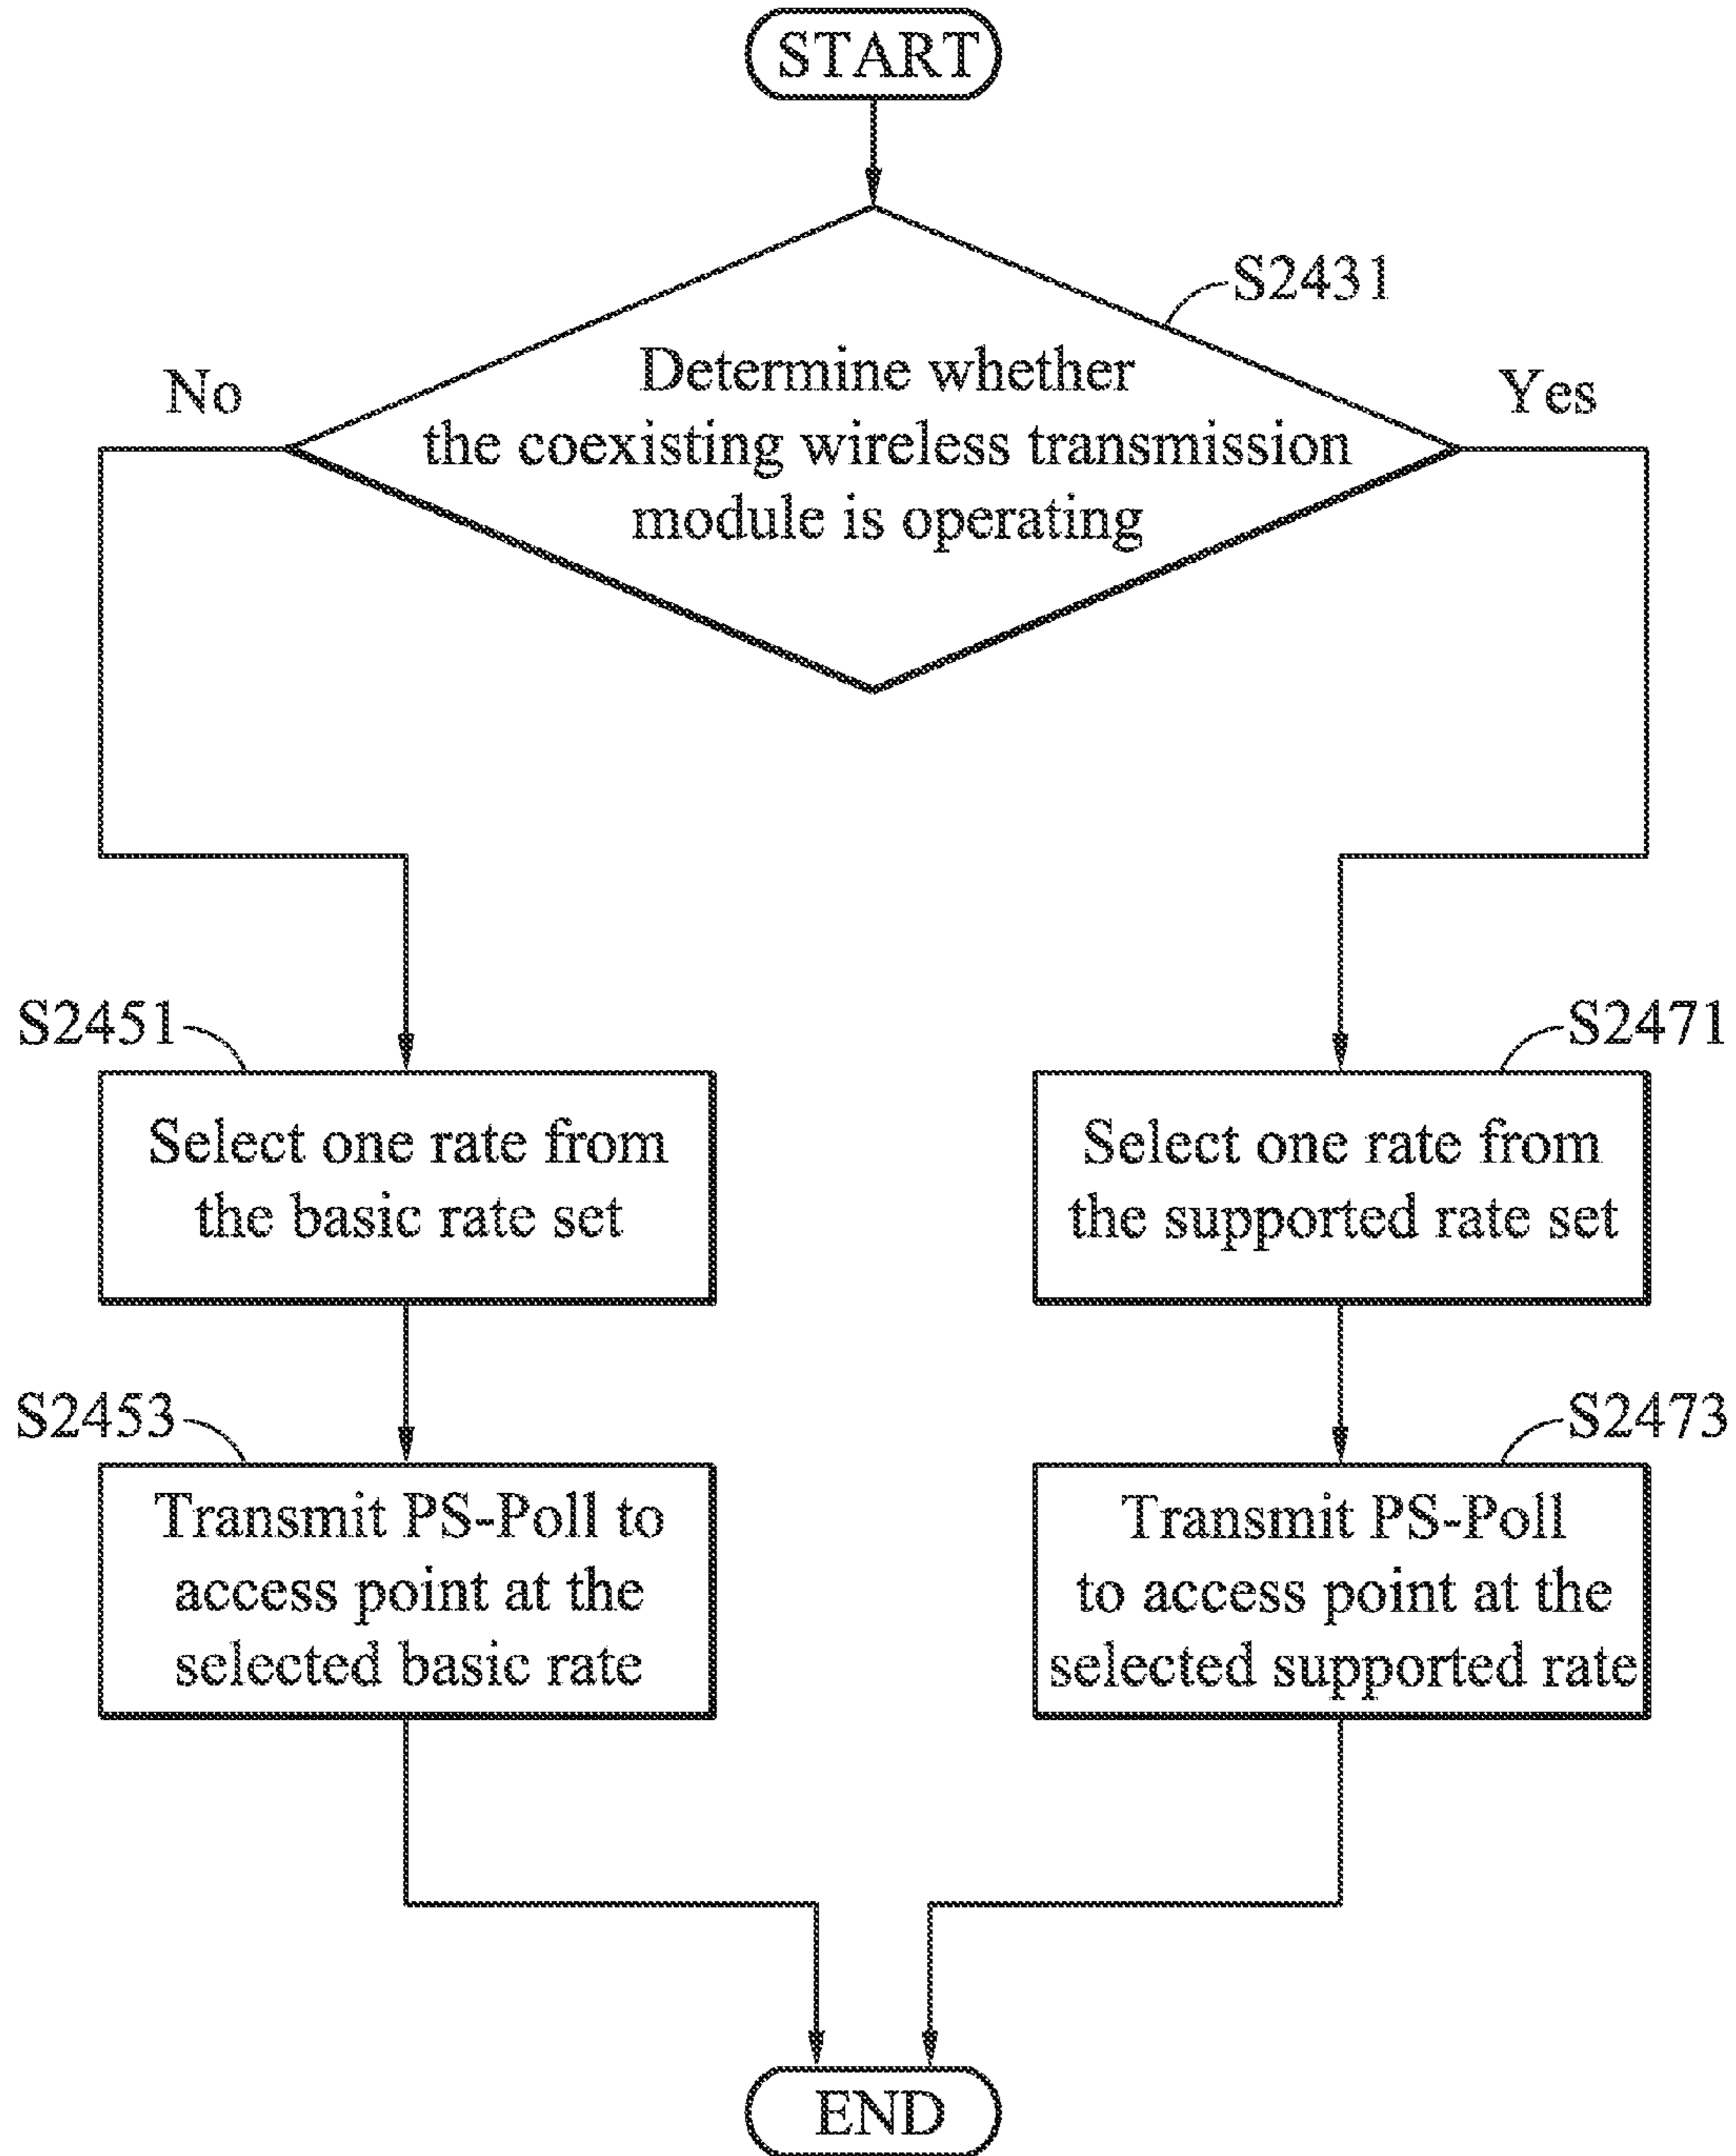 START
S2431
Determine whether
the coexisting wireless transmission
module is operating
No
Yes
S2451
Select one rate from
the basic rate set
S2471
Select one rate from
the supported rate set
S2453
Transmit PS-Poll to
access point at the
selected basic rate
S2473
Transmit PS-Poll
to access point at the
selected supported rate
END